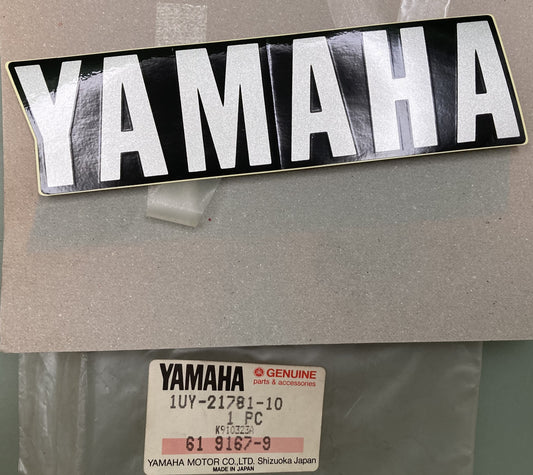 YAMAHA
YAMAHA GENUINE
parts & accessories
1UY-21781-10
1 PC
K910323A
61 9167-9
YAMAHA MOTOR CO.,LTD. Shizuoka Japan
MADE IN JAPAN